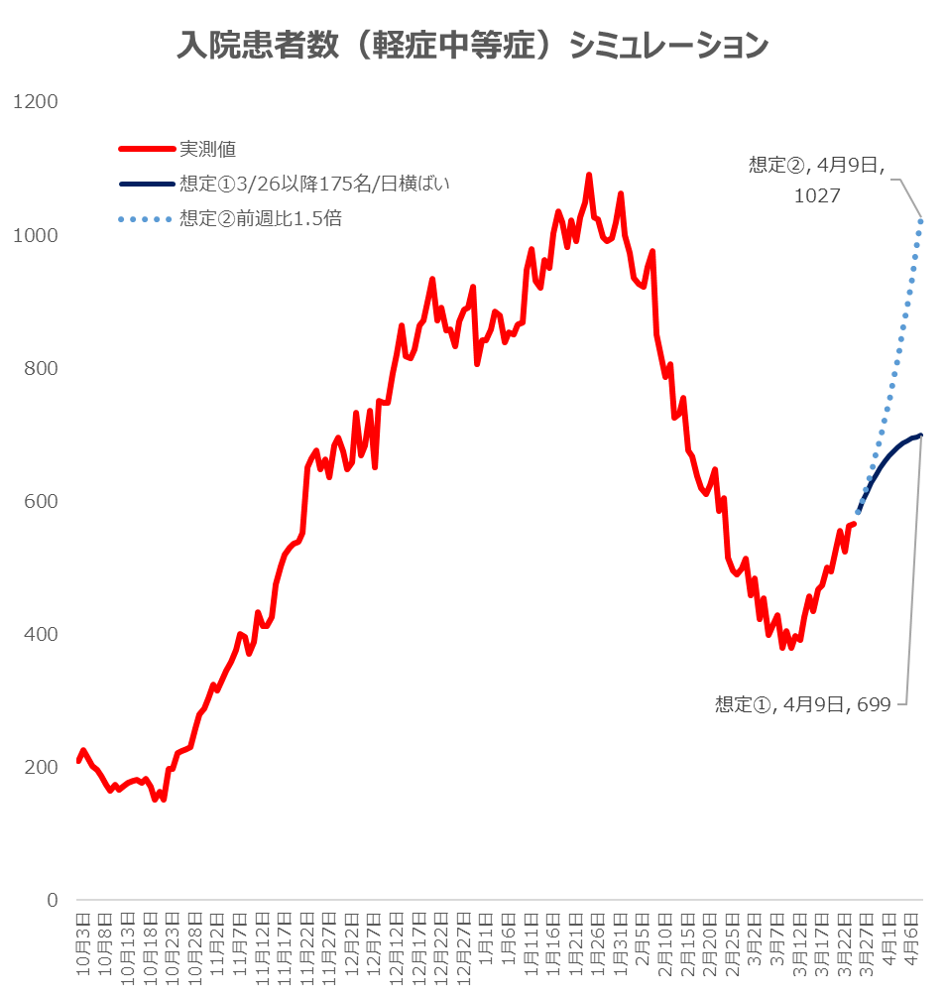 入院患者数（軽症中等症）シミュレーション
1200
1000
800
600
400
200
0
実測値
想定①3/26以降175名/日横ばい
想定②前週比1.5倍
想定②, 4月9日,
1027
想定①, 4月9日, 699
10月3日
10月8日
10月13日
10月18日
10月23日
10月28日
11月2日
11月7日
11月12日
11月17日
11月22日
11月27日
12月2日
12月7日
12月12日
12月17日
12月22日
12月27日
1月1日
1月6日
1月11日
1月16日
1月21日
1月26日
1月31日
2月5日
2月10日
2月15日
2月20日
2月25日
3月2日
3月7日
3月12日
3月17日
3月22日
3月27日
4月1日
4月6日